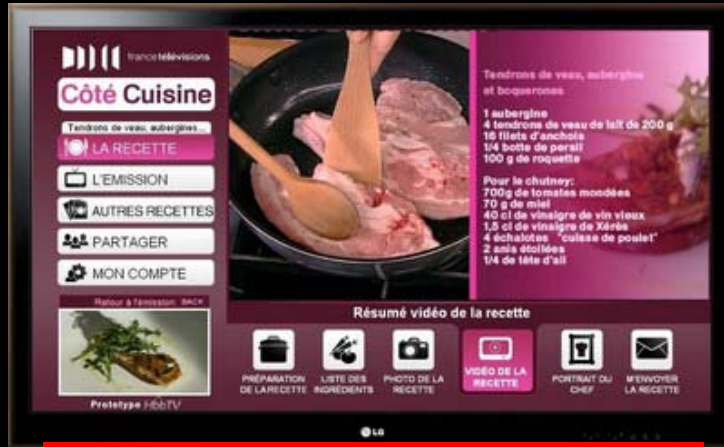 francetélévisions
Côté Cuisine
Tendrons de veau, aubergines...
LA RECETTE
L'EMISSION
AUTRES RECETTES
PARTAGER
MON COMPTE
Retour à l'émission: BACK
Prototype HbbTV
Tendrons de veau, aubergine
et boquerones
1 aubergine
4 tendrons de veau de lait de 200 g
16 filets d'anchois
1/4 botte de persil
100 g de roquette
Pour le chutney:
700g de tomates mondées
70 g de miel
40 cl de vinaigre de vin vieux
1,5 cl de vinaigre de Xérès
4 échalotes "cuisse de poulet"
2 anis étoilées
1/4 de tête d'ail
Résumé vidéo de la recette
PRÉPARATION
DE LA RECETTE
LISTE DES
INGRÉDIENTS
PHOTO DE LA
RECETTE
VIDÉO DE LA
RECETTE
PORTRAIT DU
CHEF
M'ENVOYER
LA RECETTE
LG